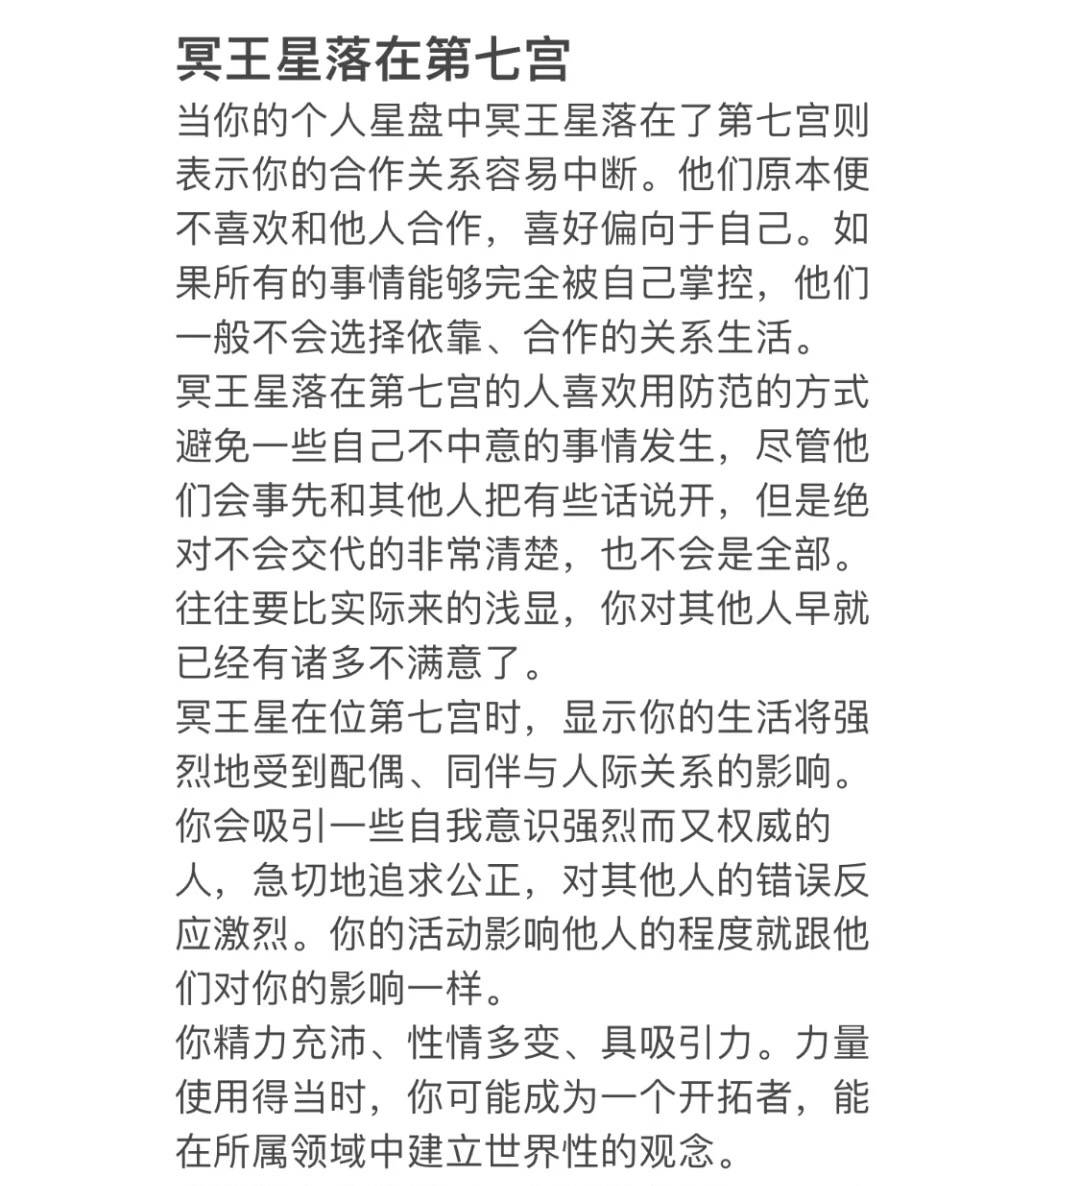 冥王星落在第七宫
当你的个人星盘中冥王星落在了第七宫则
表示你的合作关系容易中断。他们原本便
不喜欢和他人合作，喜好偏向于自己。如
果所有的事情能够完全被自己掌控，他们
一般不会选择依靠、合作的关系生活。
冥王星落在第七宫的人喜欢用防范的方式
避免一些自己不中意的事情发生，尽管他
们会事先和其他人把有些话说开，但是绝
对不会交代的非常清楚，也不会是全部。
往往要比实际来的浅显，你对其他人早就
已经有诸多不满意了。
冥王星在位第七宫时，显示你的生活将强
烈地受到配偶、同伴与人际关系的影响。
你会吸引一些自我意识强烈而又权威的
人，急切地追求公正，对其他人的错误反
应激烈。你的活动影响他人的程度就跟他
们对你的影响一样。
你精力充沛、性情多变、具吸引力。力量
使用得当时，你可能成为一个开拓者，能
在所属领域中建立世界性的观念。